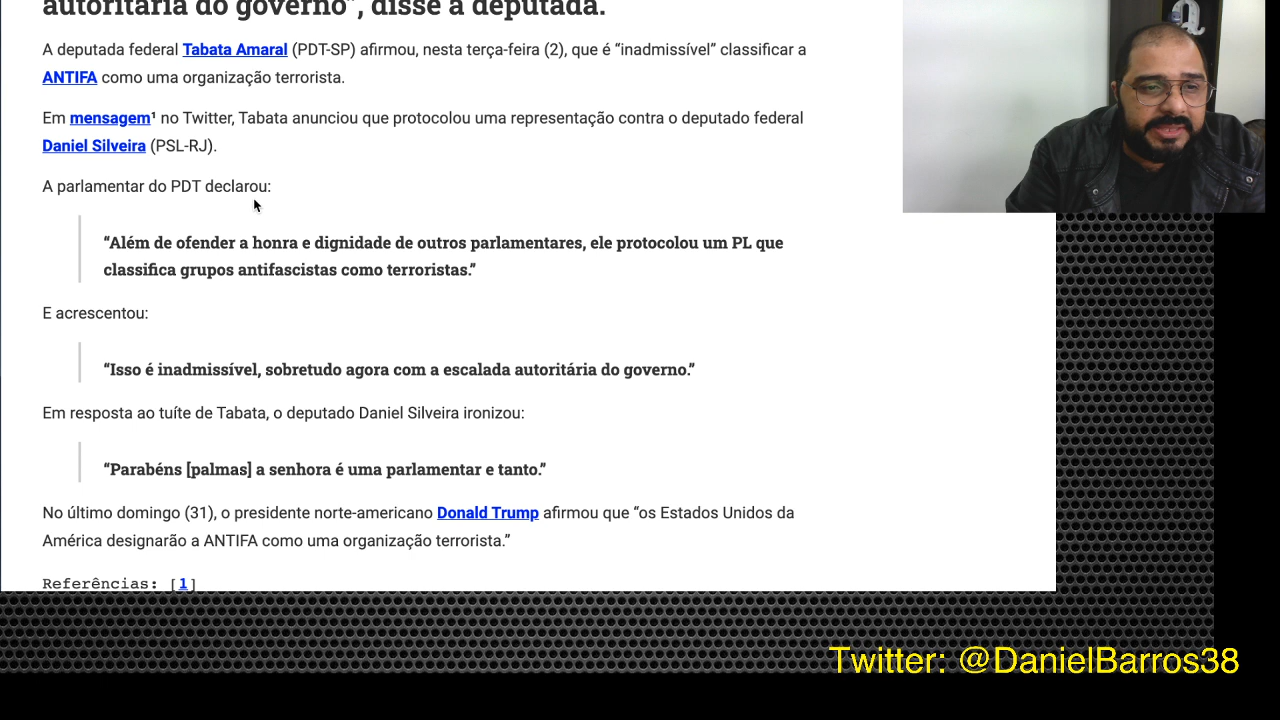 autoritária do governo", disse a deputada.
A deputada federal Tabata Amaral (PDT-SP) afirmou, nesta terça-feira (2), que é “inadmissível” classificar a
ANTIFA como uma organização terrorista.
Em mensagem¹ no Twitter, Tabata anunciou que protocolou uma representação contra o deputado federal
Daniel Silveira (PSL-RJ).
A parlamentar do PDT declarou:
“Além de ofender a honra e dignidade de outros parlamentares, ele protocolou um PL que
classifica grupos antifascistas como terroristas.”
E acrescentou:
“Isso é inadmissível, sobretudo agora com a escalada autoritária do governo.”
Em resposta ao tuíte de Tabata, o deputado Daniel Silveira ironizou:
“Parabéns [palmas] a senhora é uma parlamentar e tanto.”
No último domingo (31), o presidente norte-americano Donald Trump afirmou que “os Estados Unidos da
América designarão a ANTIFA como uma organização terrorista.”
Referências: [1]
Twitter: @DanielBarros38